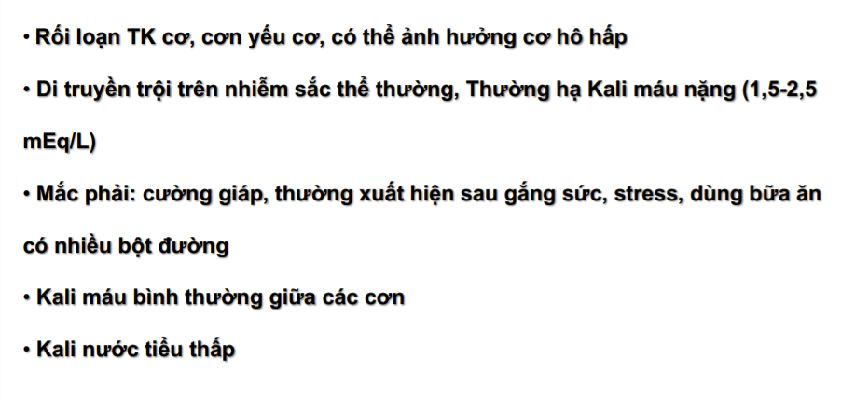 • Rối loạn TK cơ, cơn yếu cơ, có thể ảnh hưởng cơ hô hấp
• Di truyền trội trên nhiễm sắc thể thường, Thường hạ Kali máu nặng (1,5-2,5
mEq/L)
• Mắc phải: cường giáp, thường xuất hiện sau gắng sức, stress, dùng bữa ăn
có nhiều bột đường
• Kali máu bình thường giữa các cơn
• Kali nước tiểu thấp